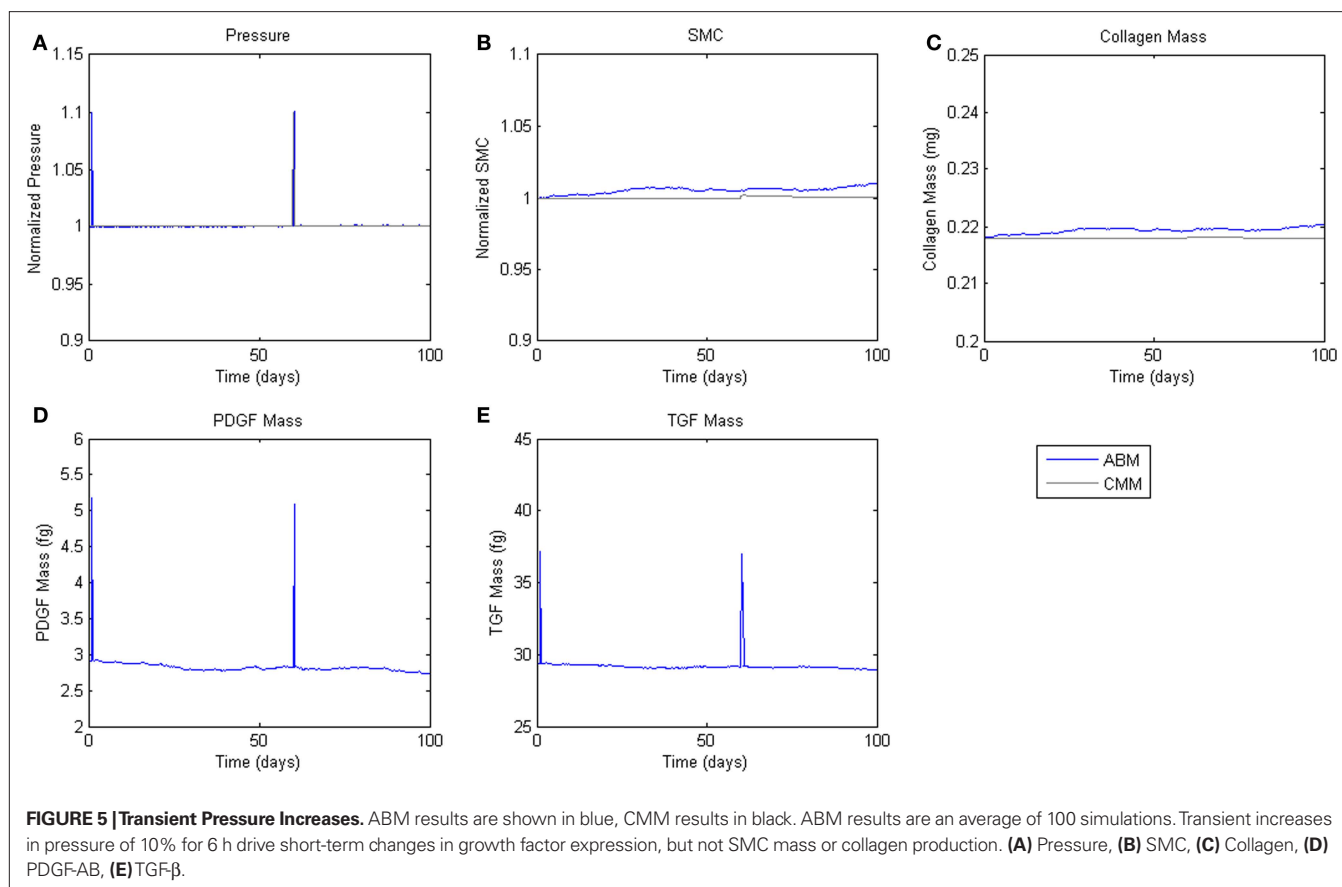 A
Pressure
1.15
1.1
1.05
1
0.95
0.9
Normalized Pressure
0
50
100
Time (days)
B
SMC
1.1
1.05
1
0.95
0.9
Normalized SMC
0
50
100
Time (days)
C
Collagen Mass
0.25
0.24
0.23
0.22
0.21
0.2
Collagen Mass (mg)
0
50
100
Time (days)
D
PDGF Mass
6
5.5
5
4.5
4
3.5
3
2.5
2
PDGF Mass (fg)
0
50
100
Time (days)
E
TGF Mass
45
40
35
30
25
TGF Mass (fg)
0
50
100
Time (days)
ABM
CMM
FIGURE 5 | Transient Pressure Increases. ABM results are shown in blue, CMM results in black. ABM results are an average of 100 simulations. Transient increases
in pressure of 10% for 6 h drive short-term changes in growth factor expression, but not SMC mass or collagen production. (A) Pressure, (B) SMC, (C) Collagen, (D)
PDGF-AB, (E) TGF-β.